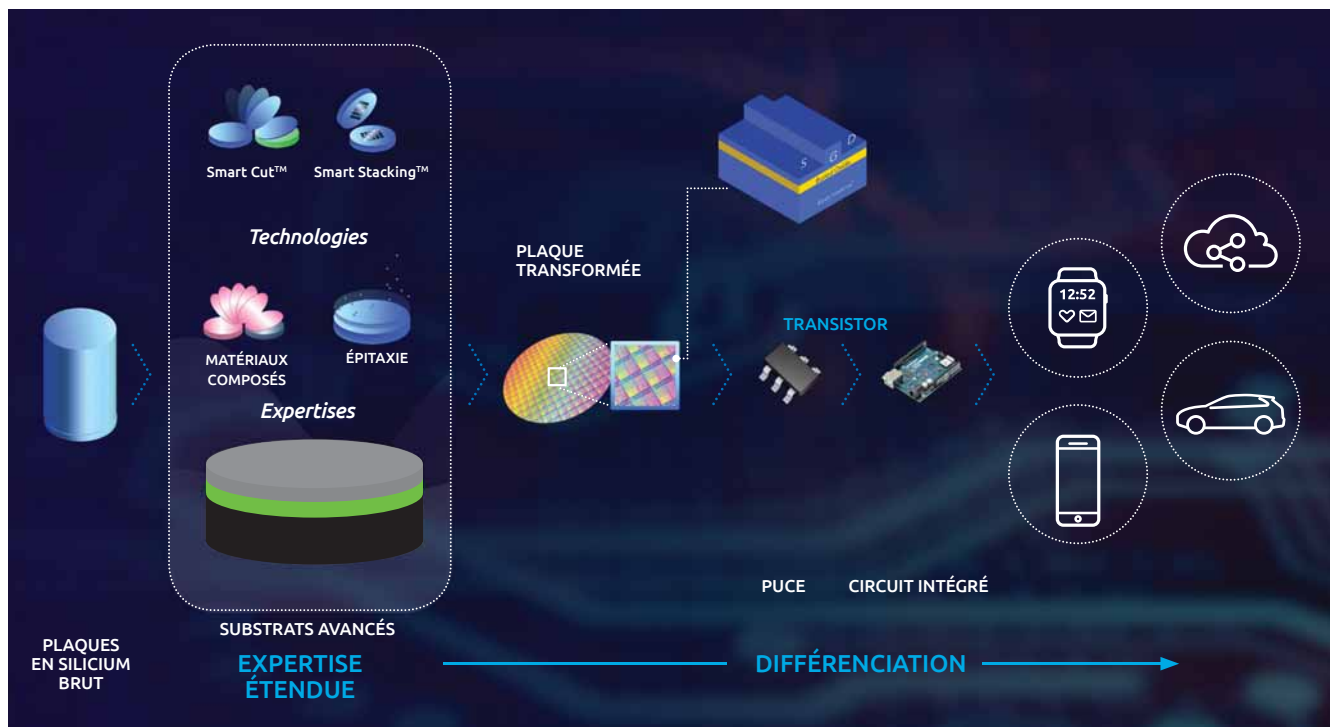 Smart Cut™
Smart Stacking™
Technologies
MATÉRIAUX
COMPOSÉS
ÉPITAXIE
Expertises
PLAQUE
TRANSFORMÉE
S G D
TRANSISTOR
12:52
PUCE
CIRCUIT INTÉGRÉ
PLAQUES
EN SILICIUM
BRUT
SUBSTRATS AVANCÉS
EXPERTISE
ÉTENDUE
DIFFÉRENCIATION